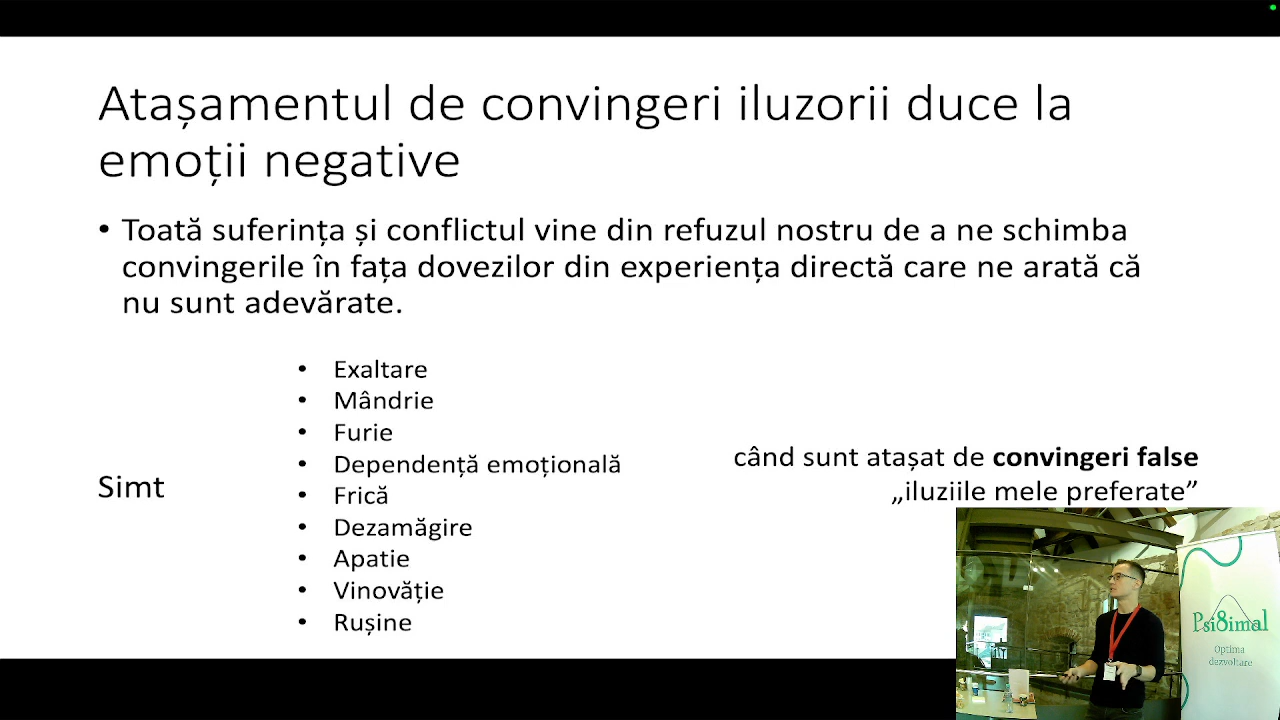 Atașamentul de convingeri iluzorii duce la
emoții negative
• Toată suferința și conflictul vine din refuzul nostru de a ne schimba
convingerile în fața dovezilor din experiența directă care ne arată că
nu sunt adevărate.
Simt
• Exaltare
• Mândrie
• Furie
• Dependență emoțională
• Frică
• Dezamăgire
• Apatie
• Vinovăție
• Rușine
când sunt atașat de convingeri false
„iluziile mele preferate”
Psi8imal
Optima
dezvoltare